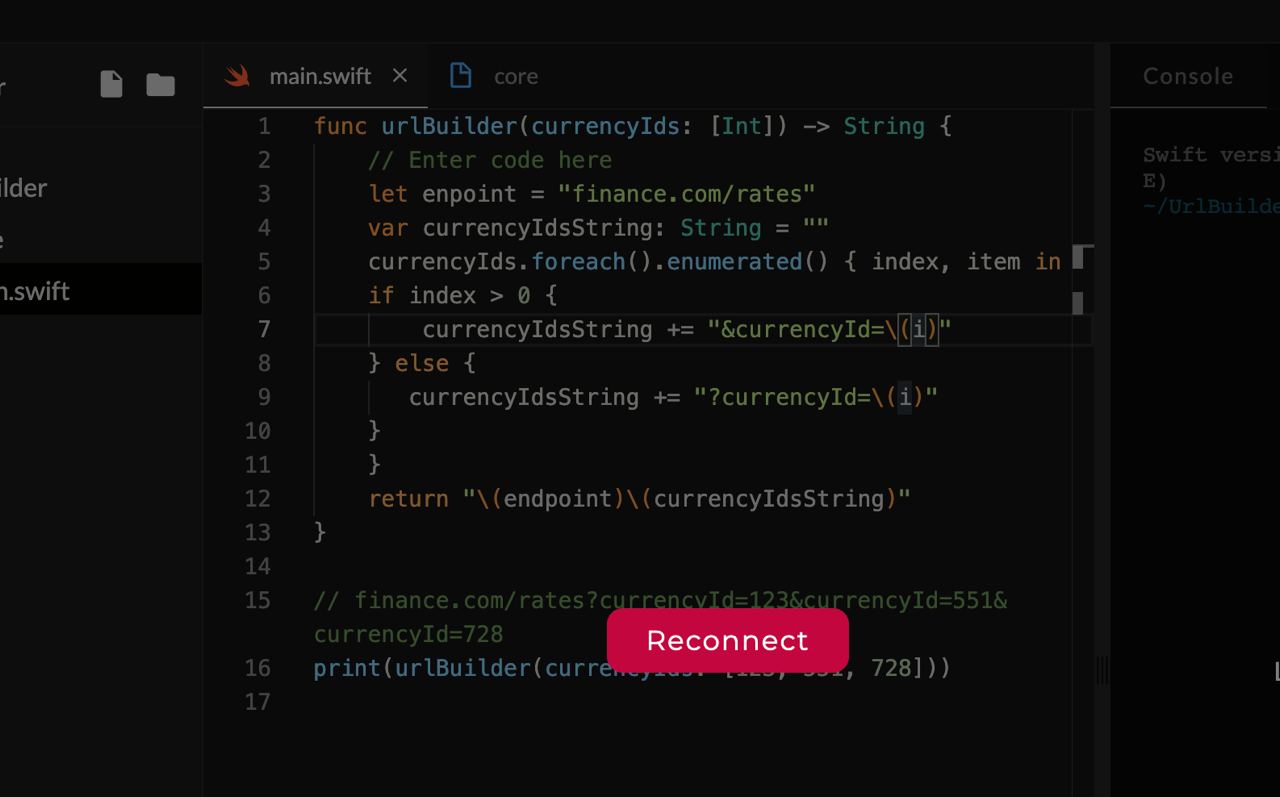 r
main.swift ×
core
Console
ilder
e
n.swift
1 func urlBuilder(currencyIds: [Int]) -> String {
2 // Enter code here
3 let enpoint = "finance.com/rates"
4 var currencyIdsString: String = ""
5 currencyIds.foreach().enumerated() { index, item in
6 if index > 0 {
7 currencyIdsString += "&currencyId=\(i)"
8 } else {
9 currencyIdsString += "?currencyId=\(i)"
10 }
11 }
12 return "\(endpoint)\(currencyIdsString)"
13 }
14
15 // finance.com/rates?currencyId=123&currencyId=551&
currencyId=728
16 print(urlBuilder(currencyIds: [123, 551, 728]))
17
Reconnect
Swift versi
E)
~/UrlBuilde
L